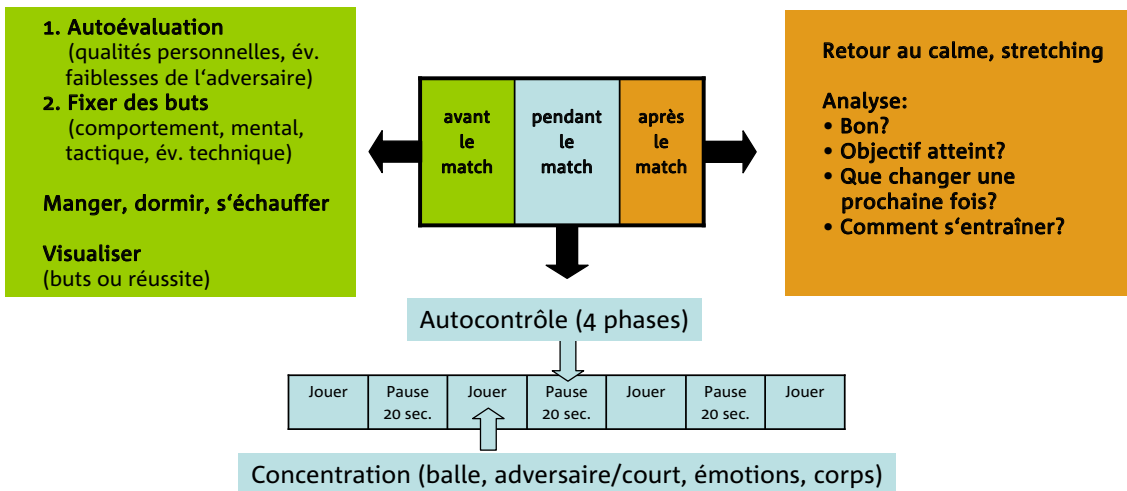 1. Autoévaluation
(qualités personnelles, év.
faiblesses de l‘adversaire)
2. Fixer des buts
(comportement, mental,
tactique, év. technique)
Manger, dormir, s‘échauffer
Visualiser
(buts ou réussite)
avant
le
match
pendant
le
match
après
le
match
Retour au calme, stretching
Analyse:
• Bon?
• Objectif atteint?
• Que changer une
prochaine fois?
• Comment s‘entraîner?
Autocontrôle (4 phases)
Jouer
Pause
20 sec.
Jouer
Pause
20 sec.
Jouer
Pause
20 sec.
Jouer
Concentration (balle, adversaire/court, émotions, corps)